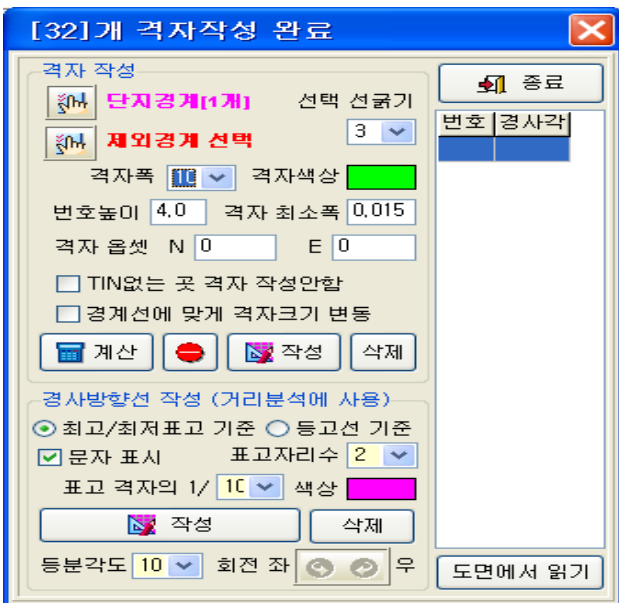 [32]개 격자작성 완료
격자 작성
단지경계[1개] 선택 선굵기
제외경계 선택 3
격자폭 10 격자색상
번호높이 4.0 격자 최소폭 0.015
격자 옵셋 N 0 E 0
TIN없는 곳 격자 작성안함
경계선에 맞게 격자크기 변동
계산 작성 삭제
경사방향선 작성 (거리분석에 사용)
최고/최저표고 기준 등고선 기준
문자 표시 표고자리수 2
표고 격자의 1/ 10 색상
작성 삭제
등분각도 10 회전 좌 우
종료
번호 경사각
도면에서 읽기